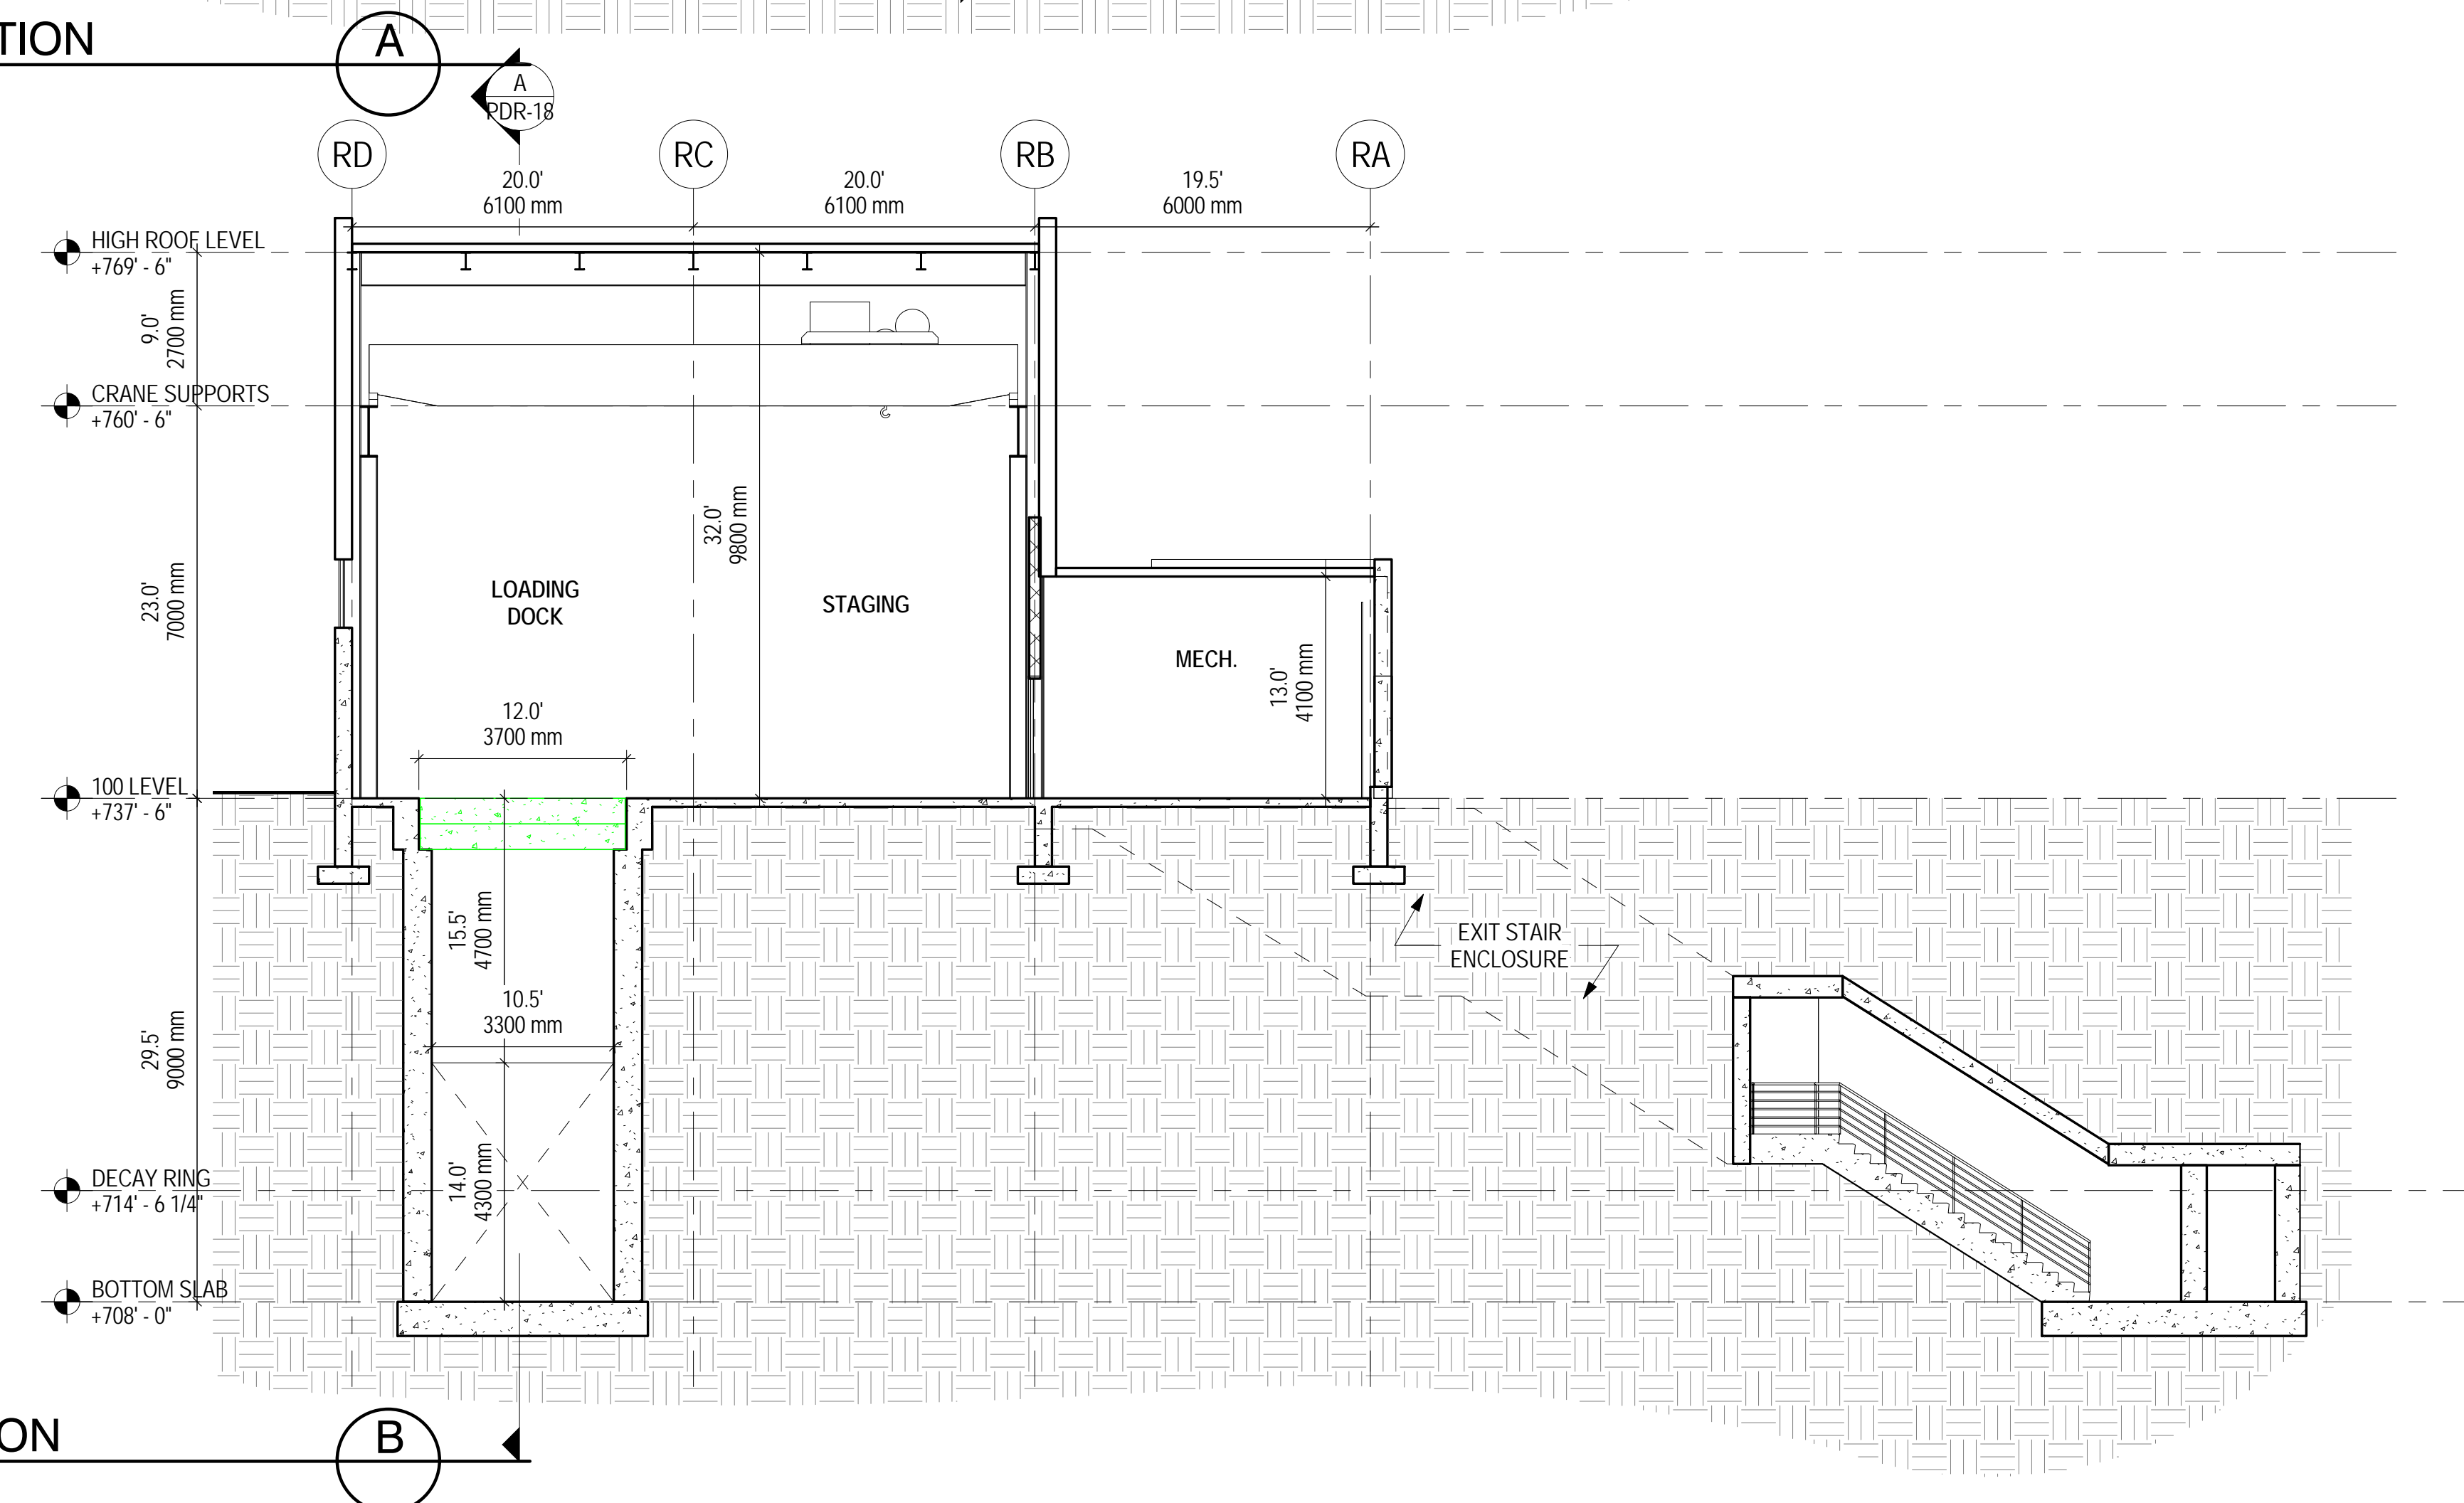 TION
A
A
PDR-18
RD
RC
RB
RA
20.0'
6100 mm
20.0'
6100 mm
19.5'
6000 mm
HIGH ROOF LEVEL
+769' - 6"
9.0'
2700 mm
CRANE SUPPORTS
+760' - 6"
32.0'
9800 mm
23.0'
7000 mm
LOADING
DOCK
STAGING
MECH.
13.0'
4100 mm
12.0'
3700 mm
100 LEVEL
+737' - 6"
15.5'
4700 mm
EXIT STAIR
ENCLOSURE
10.5'
3300 mm
29.5'
9000 mm
14.0'
4300 mm
DECAY RING
+714' - 6 1/4"
BOTTOM SLAB
+708' - 0"
ON
B